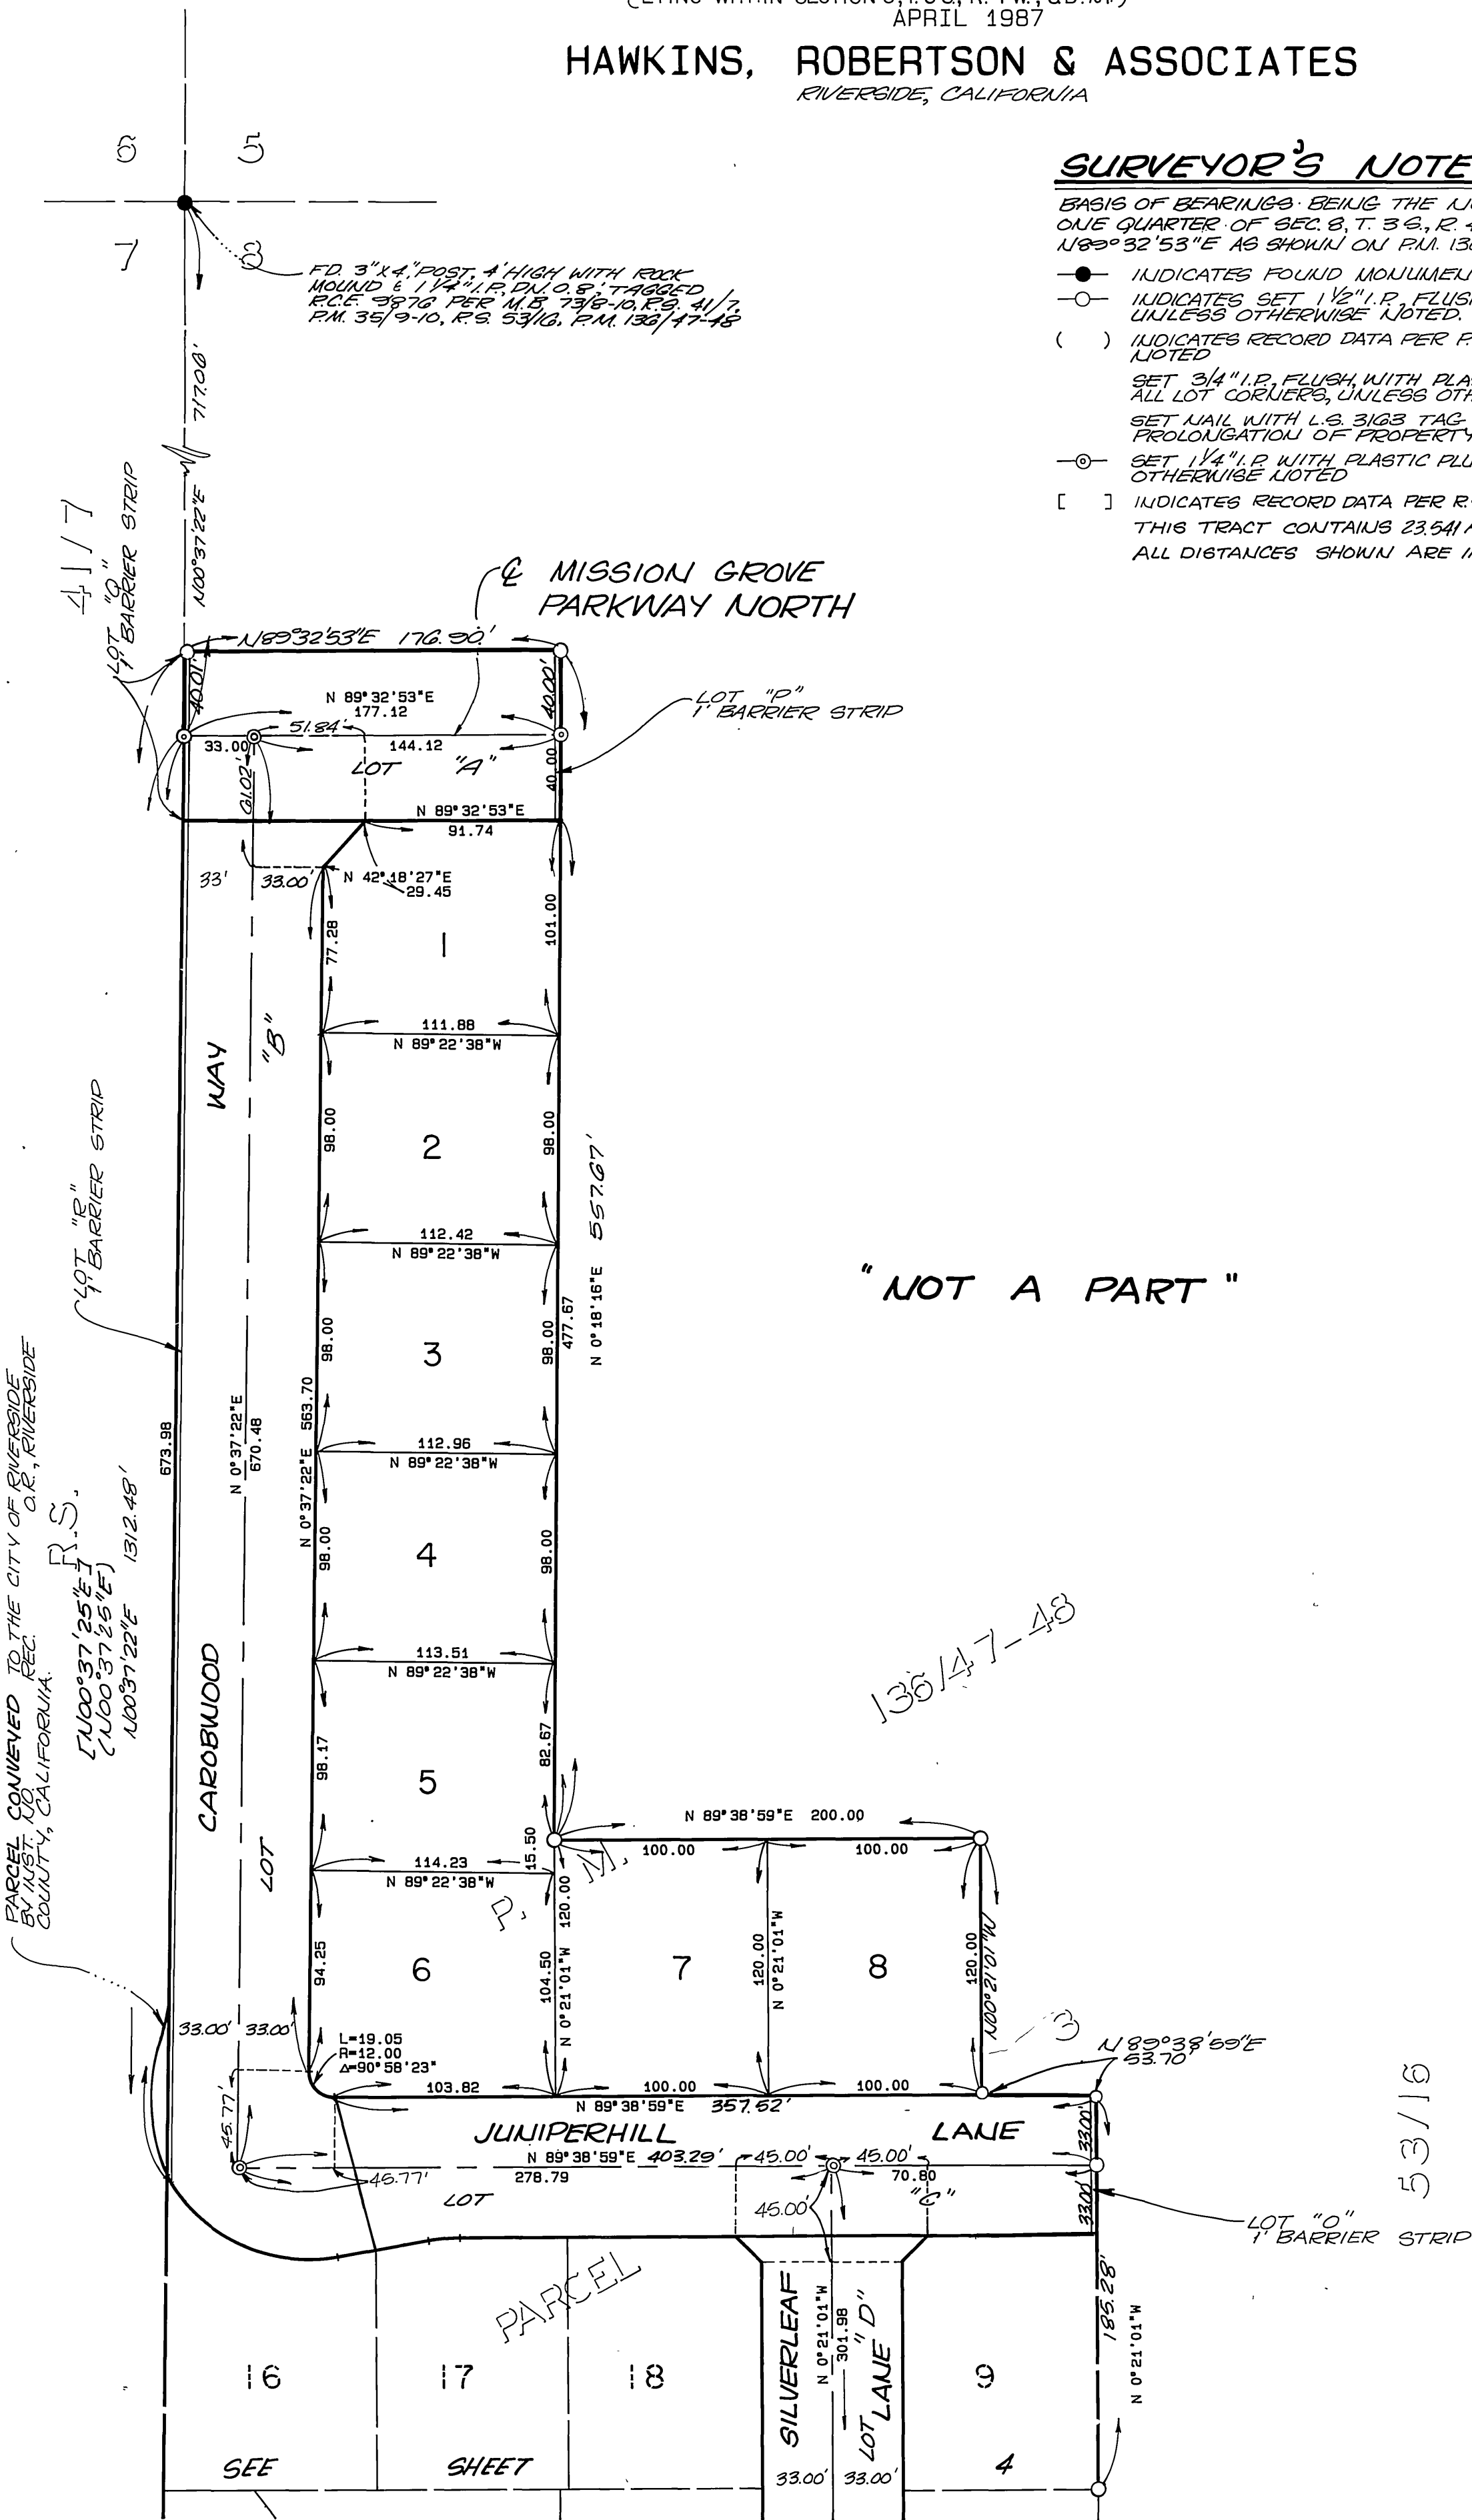 APRIL 1987
HAWKINS, ROBERTSON & ASSOCIATES
RIVERSIDE, CALIFORNIA
6 5
7 8
FD. 3"X4," POST, 4' HIGH WITH ROCK
MOUND & 1 1/4" I.P., DN. 0.8', TAGGED
R.C.E. 9876 PER M.B. 73/8-10, R.S. 41/7,
P.M. 35/9-10, R.S. 53/16, P.M. 136/47-48
SURVEYOR'S NOTE
BASIS OF BEARINGS BEING THE
ONE QUARTER OF SEC. 8, T. 3 S., R.
N89°32'53"E AS SHOWN ON P.M.
INDICATES FOUND
INDICATES SET 1 1/2" I.P.,
UNLESS OTHERWISE NOTED.
( ) INDICATES RECORD DATA PER
NOTED
SET 3/4" I.P., FLUSH, WITH
ALL LOT CORNERS, UNLESS
SET NAIL WITH L.S. 3163 TAG
PROLONGATION OF PROPERTY
SET 1 1/4" I.P. WITH PLASTIC
OTHERWISE NOTED
[ ] INDICATES RECORD DATA PER
THIS TRACT CONTAINS 23.541
ALL DISTANCES SHOWN ARE
717.06'
N00°37'22"E
41/7
LOT "Q"
1' BARRIER STRIP
℄ MISSION GROVE
PARKWAY NORTH
N89°32'53"E 176.90'
40.01'
40.00'
N 89°32'53"E
177.12
LOT "P"
1' BARRIER STRIP
51.84'
33.00
144.12
LOT "A"
40.00
61.02'
N 89°32'53"E
91.74
33'
33.00'
N 42°18'27"E
29.45
77.28
1
101.00
111.88
N 89°22'38"W
WAY
"B"
98.00
2
98.00
557.67'
LOT "R"
1' BARRIER STRIP
112.42
N 89°22'38"W
"NOT A PART"
98.00
3
98.00
477.67
N 0°18'16"E
673.98
N 0°37'22"E
670.48
N 0°37'22"E 563.70
112.96
N 89°22'38"W
PARCEL CONVEYED TO THE CITY OF RIVERSIDE
BY INST. NO. REC. O.R., RIVERSIDE
COUNTY, CALIFORNIA.
R.S.
[N00°37'25"E]
(N00°37'25"E)
N00°37'22"E 1312.48'
98.00
4
98.00
136/47-48
113.51
N 89°22'38"W
CAROBWOOD
98.17
5
82.67
LOT
N 89°38'59"E 200.00
15.50
100.00
100.00
114.23
N 89°22'38"W
P. M.
94.25
6
104.50
N 0°21'01"W 120.00
7
120.00
N 0°21'01"W
8
120.00
3
33.00' 33.00'
L=19.05
R=12.00
Δ=90°58'23"
N89°38'59"E
53.70'
103.82
100.00
100.00
N 89°38'59"E 357.52'
45.77'
JUNIPERHILL LANE
33.00'
N 89°38'59"E 403.29'
45.00'
45.00'
278.79
70.80
45.77'
LOT "C"
45.00'
33.00'
LOT "O"
1' BARRIER STRIP
53/16
PARCEL
SILVERLEAF
LANE
N 0°21'01"W
301.98
LOT "D"
185.28'
N 0°21'01"W
16
17
18
9
SEE SHEET 4
33.00' 33.00'